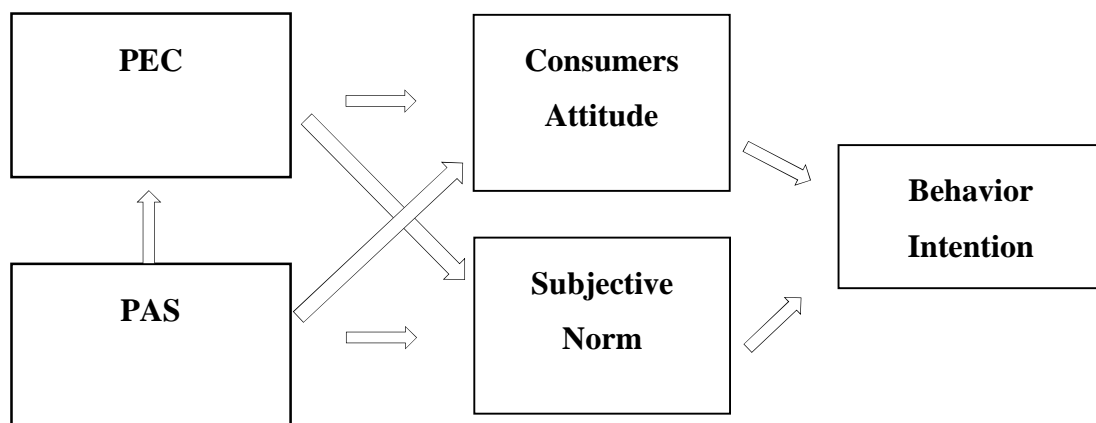 PEC
Consumers
Attitude
Behavior
Intention
PAS
Subjective
Norm